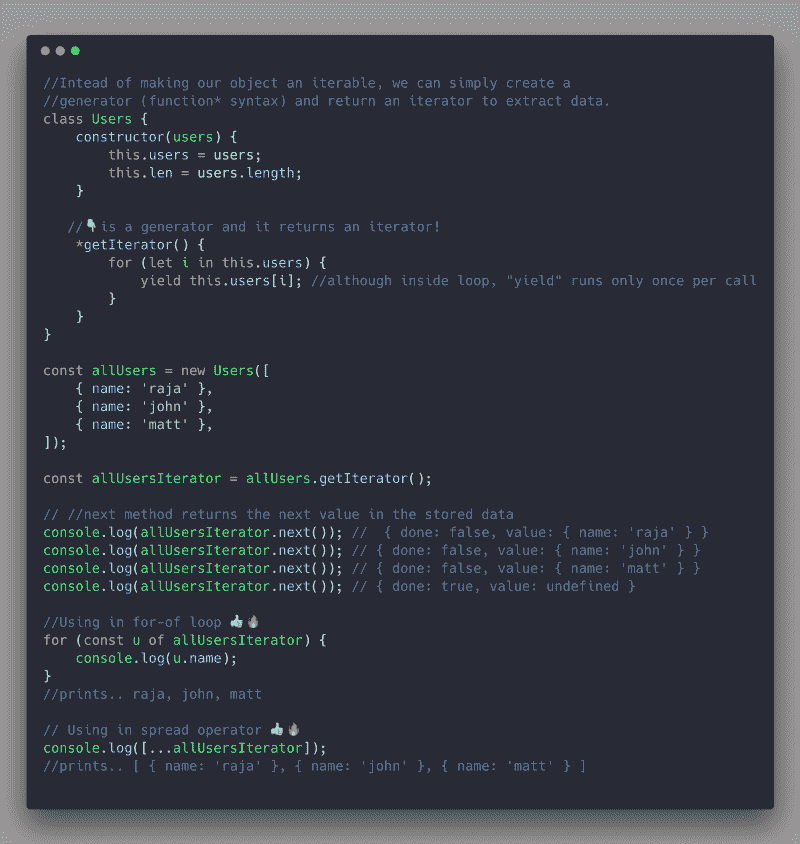 //Intead of making our object an iterable, we can simply create a
//generator (function* syntax) and return an iterator to extract data.
class Users {
    constructor(users) {
        this.users = users;
        this.len = users.length;
    }

   //👇is a generator and it returns an iterator!
    *getIterator() {
        for (let i in this.users) {
            yield this.users[i]; //although inside loop, "yield" runs only once per call
        }
    }
}

const allUsers = new Users([
    { name: 'raja' },
    { name: 'john' },
    { name: 'matt' },
]);

const allUsersIterator = allUsers.getIterator();

// //next method returns the next value in the stored data
console.log(allUsersIterator.next()); //  { done: false, value: { name: 'raja' } }
console.log(allUsersIterator.next()); // { done: false, value: { name: 'john' } }
console.log(allUsersIterator.next()); // { done: false, value: { name: 'matt' } }
console.log(allUsersIterator.next()); // { done: true, value: undefined }

//Using in for-of loop 👍🔥
for (const u of allUsersIterator) {
    console.log(u.name);
}
//prints.. raja, john, matt

// Using in spread operator 👍🔥
console.log([...allUsersIterator]);
//prints.. [ { name: 'raja' }, { name: 'john' }, { name: 'matt' } ]